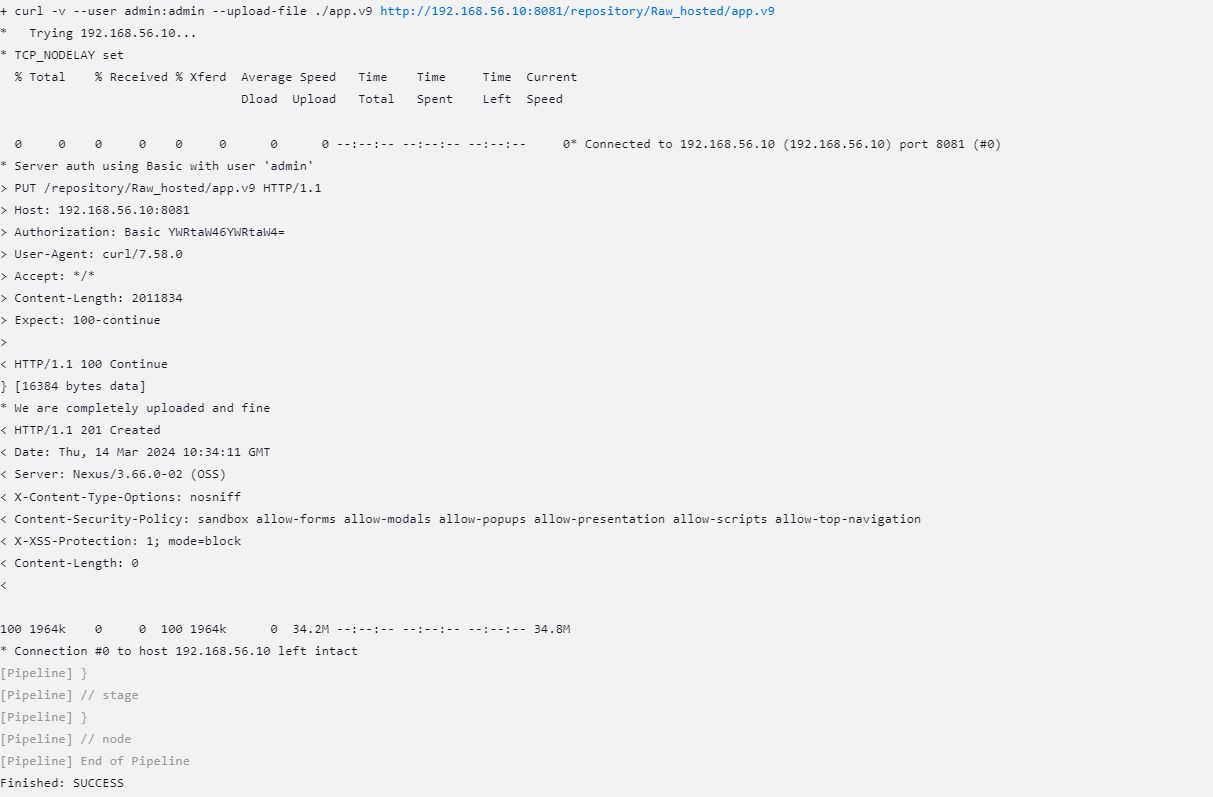 + curl -v --user admin:admin --upload-file ./app.v9 http://192.168.56.10:8081/repository/Raw_hosted/app.v9
*   Trying 192.168.56.10...
* TCP_NODELAY set
  % Total    % Received % Xferd  Average Speed   Time    Time     Time  Current
                                 Dload  Upload   Total   Spent    Left  Speed
  0     0    0     0    0     0      0      0 --:--:-- --:--:-- --:--:--     0* Connected to 192.168.56.10 (192.168.56.10) port 8081 (#0)
* Server auth using Basic with user 'admin'
> PUT /repository/Raw_hosted/app.v9 HTTP/1.1
> Host: 192.168.56.10:8081
> Authorization: Basic YWRtaW46YWRtaW4=
> User-Agent: curl/7.58.0
> Accept: */*
> Content-Length: 2011834
> Expect: 100-continue
>
< HTTP/1.1 100 Continue
} [16384 bytes data]
* We are completely uploaded and fine
< HTTP/1.1 201 Created
< Date: Thu, 14 Mar 2024 10:34:11 GMT
< Server: Nexus/3.66.0-02 (OSS)
< X-Content-Type-Options: nosniff
< Content-Security-Policy: sandbox allow-forms allow-modals allow-popups allow-presentation allow-scripts allow-top-navigation
< X-XSS-Protection: 1; mode=block
< Content-Length: 0
<
100 1964k    0     0  100 1964k      0  34.2M --:--:-- --:--:-- --:--:-- 34.8M
* Connection #0 to host 192.168.56.10 left intact
[Pipeline] }
[Pipeline] // stage
[Pipeline] }
[Pipeline] // node
[Pipeline] End of Pipeline
Finished: SUCCESS